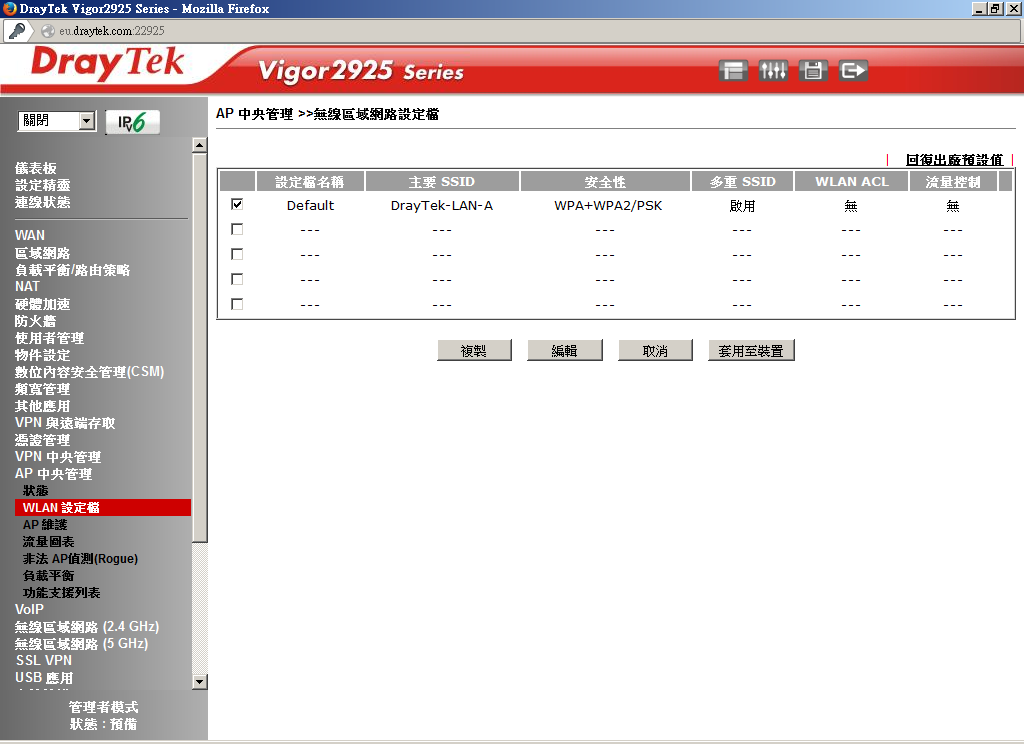 DrayTek Vigor2925 Series - Mozilla Firefox
eu.draytek.com:22925
DrayTek Vigor2925 Series
關閉 IPv6
儀表板
設定精靈
連線狀態
WAN
區域網路
負載平衡/路由策略
NAT
硬體加速
防火牆
使用者管理
物件設定
數位內容安全管理(CSM)
頻寬管理
其他應用
VPN 與遠端存取
憑證管理
VPN 中央管理
AP 中央管理
狀態
WLAN 設定檔
AP 維護
流量圖表
非法 AP偵測(Rogue)
負載平衡
功能支援列表
VoIP
無線區域網路 (2.4 GHz)
無線區域網路 (5 GHz)
SSL VPN
USB 應用
管理者模式
狀態：預備
AP 中央管理 >>無線區域網路設定檔
| 回復出廠預設值 |
設定檔名稱 主要 SSID 安全性 多重 SSID WLAN ACL 流量控制
Default DrayTek-LAN-A WPA+WPA2/PSK 啟用 無 無
--- --- --- --- --- ---
--- --- --- --- --- ---
--- --- --- --- --- ---
--- --- --- --- --- ---
複製 編輯 取消 套用至裝置